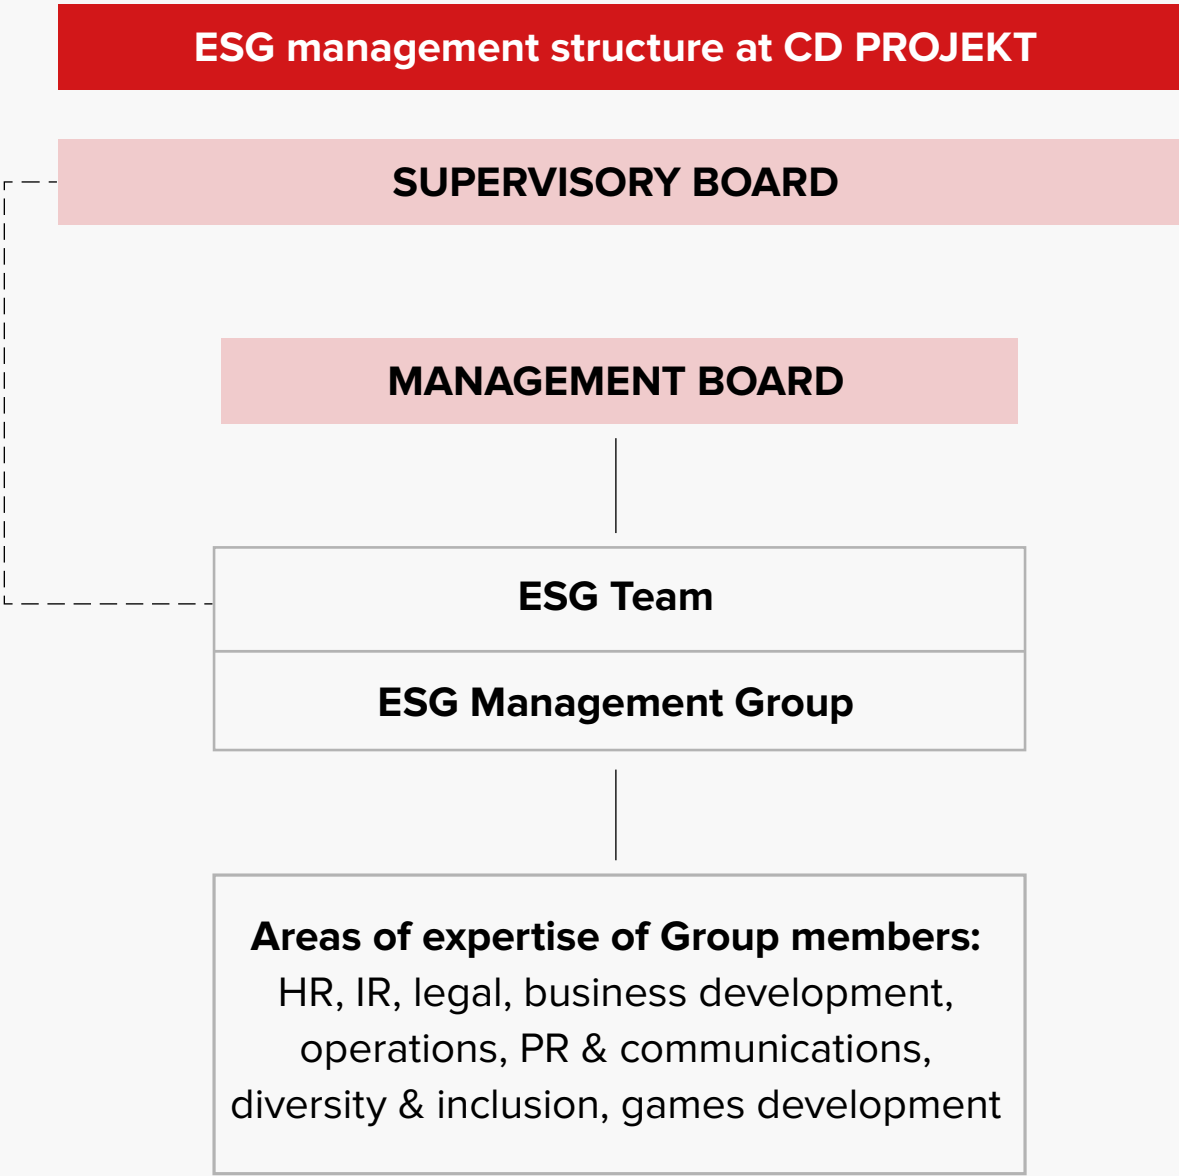 ESG management structure at CD PROJEKT
SUPERVISORY BOARD
MANAGEMENT BOARD
ESG Team
ESG Management Group
Areas of expertise of Group members:
HR, IR, legal, business development,
operations, PR & communications,
diversity & inclusion, games development